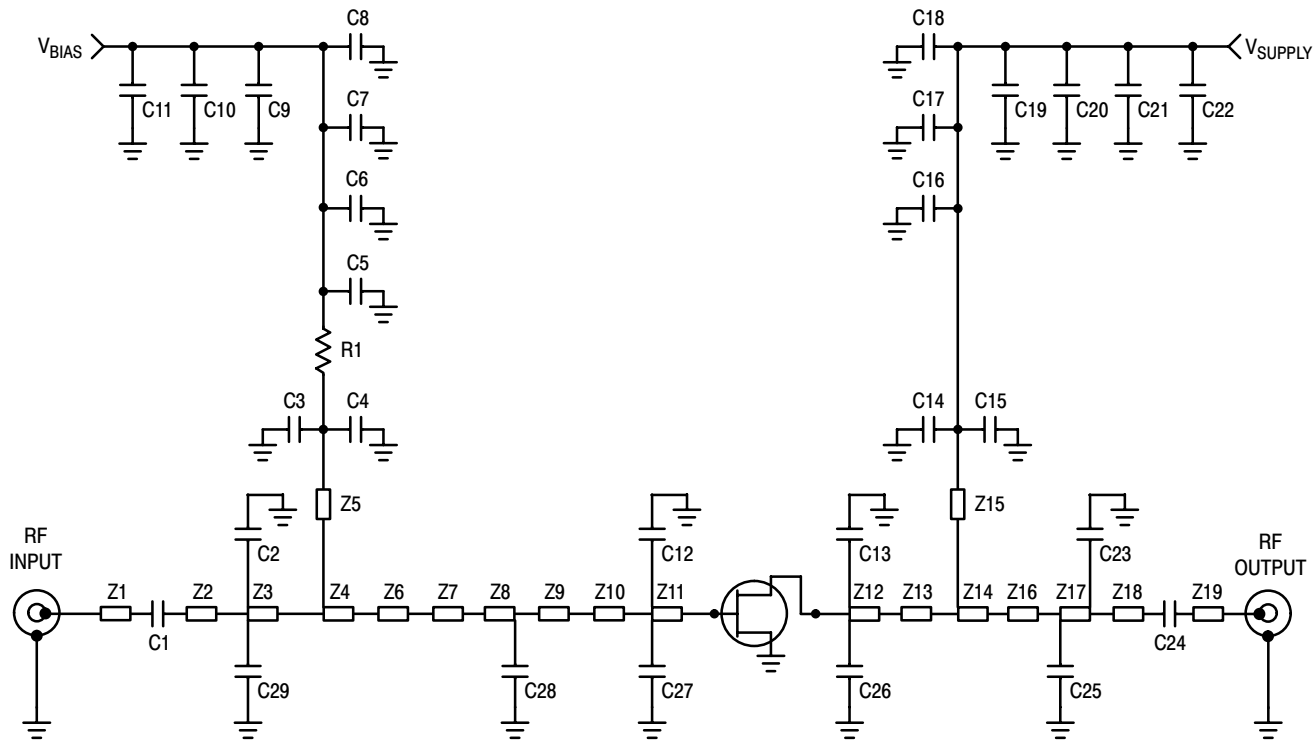 C8
C18
VBIAS
VSUPPLY
C11
C10
C9
C7
C17
C19
C20
C21
C22
C6
C16
C5
R1
C3
C4
C14
C15
Z5
Z15
RF
INPUT
C2
C12
C13
C23
RF
OUTPUT
Z1
Z2
Z3
Z4
Z6
Z7
Z8
Z9
Z10
Z11
Z12
Z13
Z14
Z16
Z17
Z18
Z19
C1
C24
C29
C28
C27
C26
C25